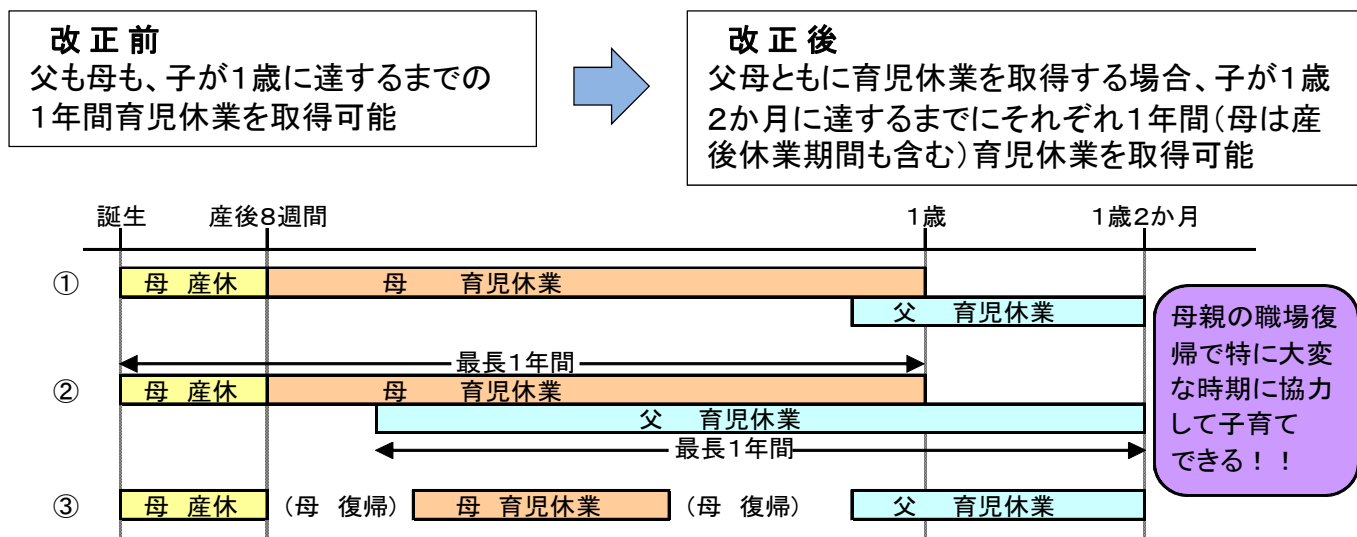 改正前
父も母も、子が１歳に達するまでの
１年間育児休業を取得可能
改正後
父母ともに育児休業を取得する場合、子が１歳
２か月に達するまでにそれぞれ１年間（母は産
後休業期間も含む）育児休業を取得可能
誕生 産後８週間 １歳 １歳２か月
① 母 産休 母 育児休業
父 育児休業
最長１年間
② 母 産休 母 育児休業
父 育児休業
最長１年間
③ 母 産休 （母 復帰） 母 育児休業 （母 復帰） 父 育児休業
母親の職場復
帰で特に大変
な時期に協力
して子育て
できる！！